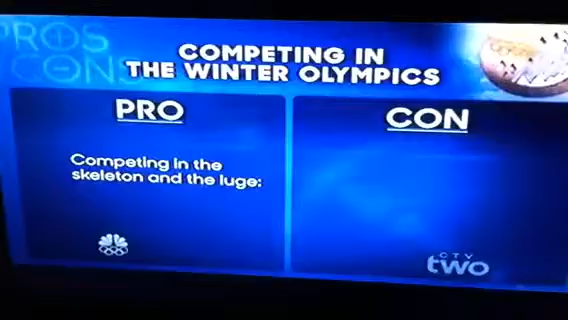 PROS
CONS
COMPETING IN
THE WINTER OLYMPICS
PRO
CON
Competing in the
skeleton and the luge:
CTV
two